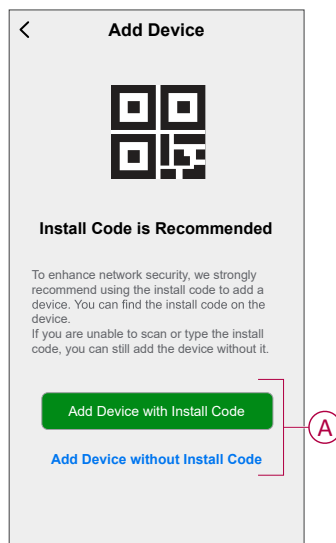 Add Device
Install Code is Recommended
To enhance network security, we strongly
recommend using the install code to add a
device. You can find the install code on the
device.
If you are unable to scan or type the install
code, you can still add the device without it.
Add Device with Install Code
A
Add Device without Install Code